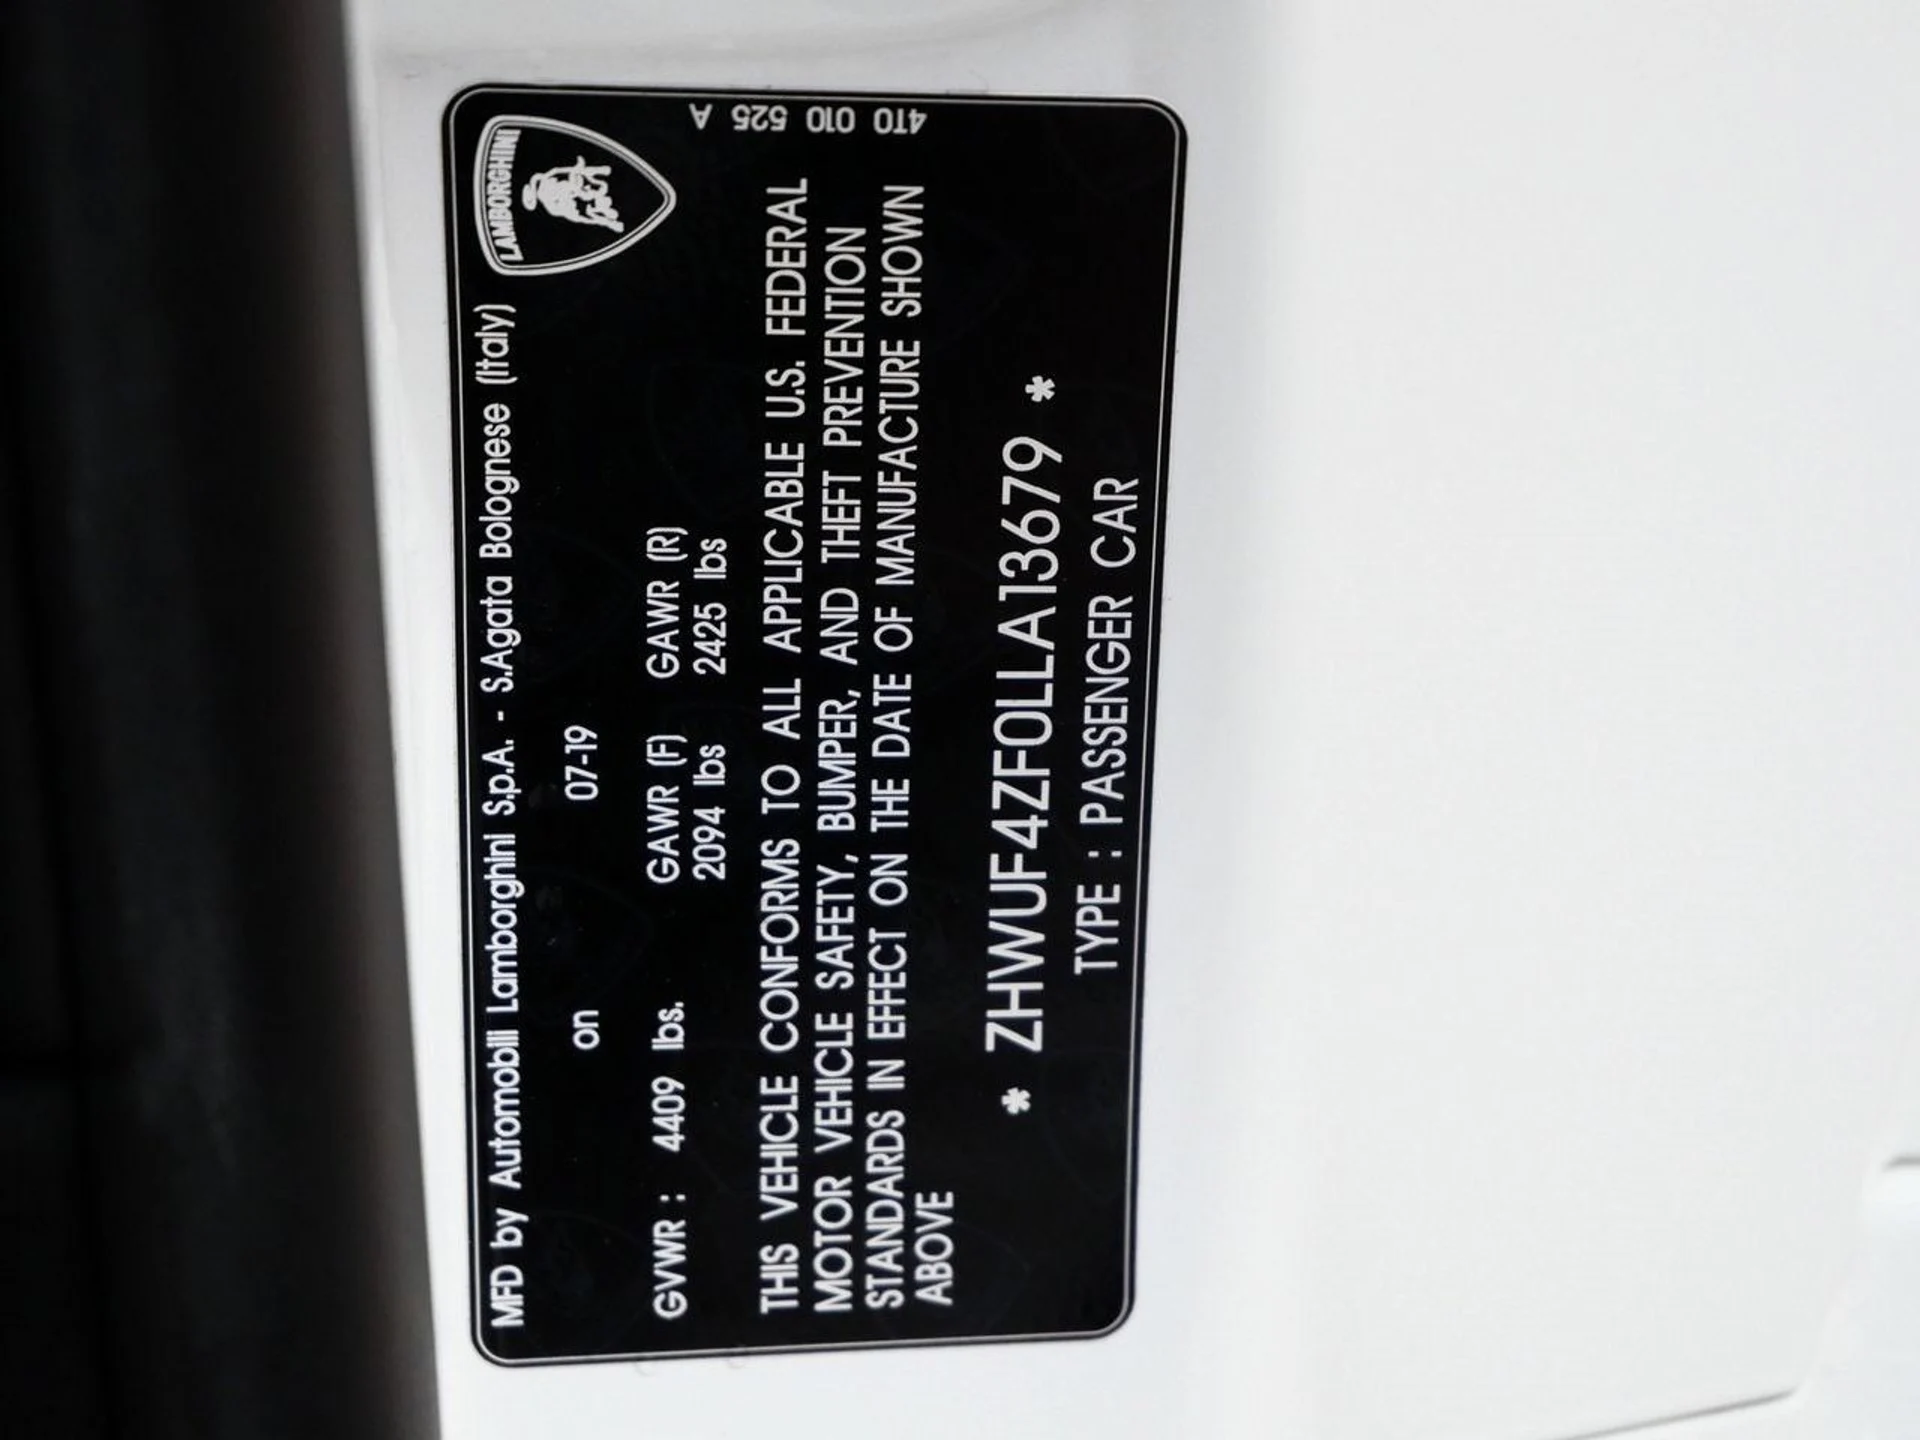 MFD by Automobili Lamborghini S.p.A. - S.Agata Bolognese (Italy)
LAMBORGHINI
on 07-19
GVWR : 4409 lbs. GAWR (F) GAWR (R)
2094 lbs 2425 lbs
4T0 010 525 A
THIS VEHICLE CONFORMS TO ALL APPLICABLE U.S. FEDERAL
MOTOR VEHICLE SAFETY, BUMPER, AND THEFT PREVENTION
STANDARDS IN EFFECT ON THE DATE OF MANUFACTURE SHOWN
ABOVE
* ZHWUF4ZF0LLA13679 *
TYPE : PASSENGER CAR